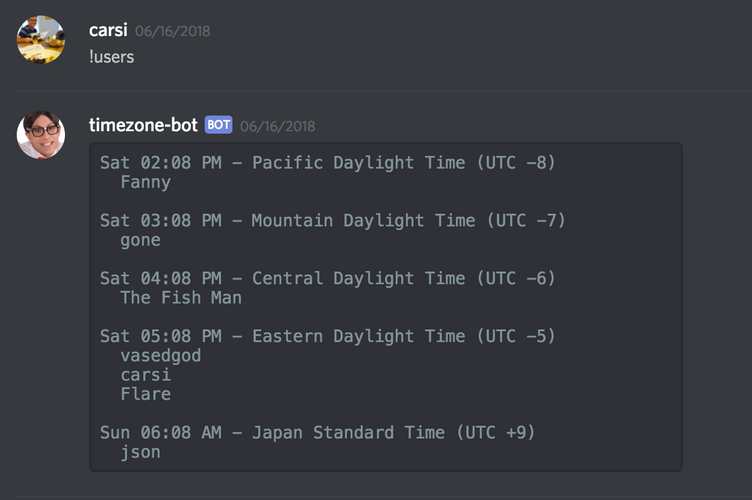 carsi 06/16/2018
!users
timezone-bot BOT 06/16/2018
Sat 02:08 PM – Pacific Daylight Time (UTC –8)
Fanny
Sat 03:08 PM – Mountain Daylight Time (UTC –7)
gone
Sat 04:08 PM – Central Daylight Time (UTC –6)
The Fish Man
Sat 05:08 PM – Eastern Daylight Time (UTC –5)
vasedgod
carsi
Flare
Sun 06:08 AM – Japan Standard Time (UTC +9)
json